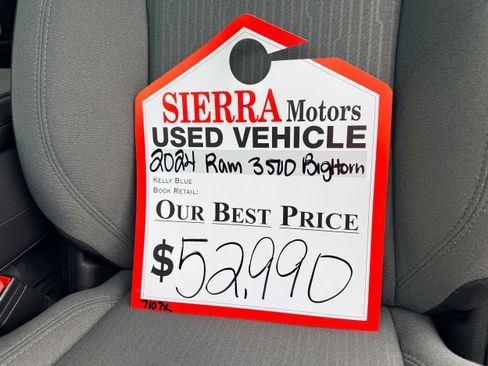 SIERRA Motors
USED VEHICLE
2024 Ram 3500 BigHorn
KELLY BLUE
BOOK RETAIL:
OUR BEST PRICE
$52,990
7107X